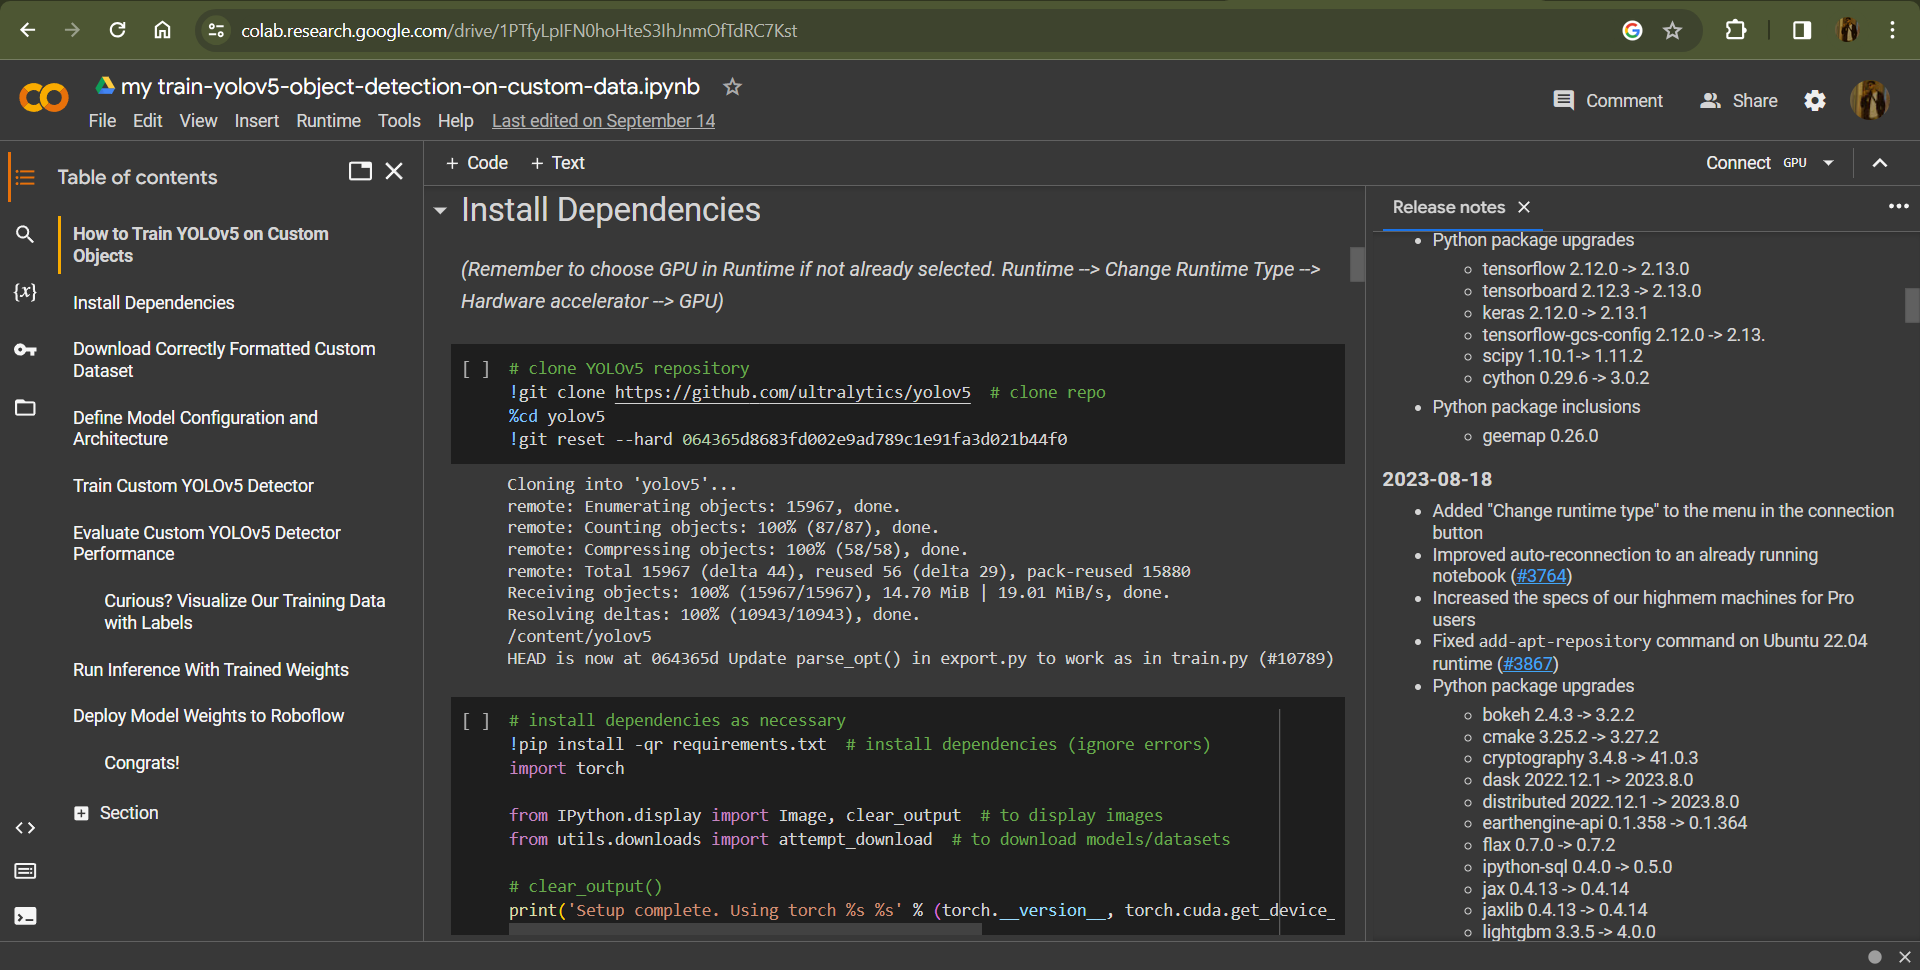 colab.research.google.com/drive/1PTfyLpIFN0hoHteS3IhJnmOfTdRC7Kst
my train-yolov5-object-detection-on-custom-data.ipynb
File Edit View Insert Runtime Tools Help Last edited on September 14
Comment Share
Table of contents
How to Train YOLOv5 on Custom
Objects
Install Dependencies
Download Correctly Formatted Custom
Dataset
Define Model Configuration and
Architecture
Train Custom YOLOv5 Detector
Evaluate Custom YOLOv5 Detector
Performance
Curious? Visualize Our Training Data
with Labels
Run Inference With Trained Weights
Deploy Model Weights to Roboflow
Congrats!
Section
+ Code + Text
Connect GPU
Install Dependencies
(Remember to choose GPU in Runtime if not already selected. Runtime --> Change Runtime Type -->
Hardware accelerator --> GPU)
[ ] # clone YOLOv5 repository
!git clone https://github.com/ultralytics/yolov5 # clone repo
%cd yolov5
!git reset --hard 064365d8683fd002e9ad789c1e91fa3d021b44f0
Cloning into 'yolov5'...
remote: Enumerating objects: 15967, done.
remote: Counting objects: 100% (87/87), done.
remote: Compressing objects: 100% (58/58), done.
remote: Total 15967 (delta 44), reused 56 (delta 29), pack-reused 15880
Receiving objects: 100% (15967/15967), 14.70 MiB | 19.01 MiB/s, done.
Resolving deltas: 100% (10943/10943), done.
/content/yolov5
HEAD is now at 064365d Update parse_opt() in export.py to work as in train.py (#10789)
[ ] # install dependencies as necessary
!pip install -qr requirements.txt # install dependencies (ignore errors)
import torch
from IPython.display import Image, clear_output # to display images
from utils.downloads import attempt_download # to download models/datasets
# clear_output()
print('Setup complete. Using torch %s %s' % (torch.__version__, torch.cuda.get_device_
Release notes
Python package upgrades
tensorflow 2.12.0 -> 2.13.0
tensorboard 2.12.3 -> 2.13.0
keras 2.12.0 -> 2.13.1
tensorflow-gcs-config 2.12.0 -> 2.13.
scipy 1.10.1-> 1.11.2
cython 0.29.6 -> 3.0.2
Python package inclusions
geemap 0.26.0
2023-08-18
Added "Change runtime type" to the menu in the connection
button
Improved auto-reconnection to an already running
notebook (#3764)
Increased the specs of our highmem machines for Pro
users
Fixed add-apt-repository command on Ubuntu 22.04
runtime (#3867)
Python package upgrades
bokeh 2.4.3 -> 3.2.2
cmake 3.25.2 -> 3.27.2
cryptography 3.4.8 -> 41.0.3
dask 2022.12.1 -> 2023.8.0
distributed 2022.12.1 -> 2023.8.0
earthengine-api 0.1.358 -> 0.1.364
flax 0.7.0 -> 0.7.2
ipython-sql 0.4.0 -> 0.5.0
jax 0.4.13 -> 0.4.14
jaxlib 0.4.13 -> 0.4.14
lightgbm 3.3.5 -> 4.0.0